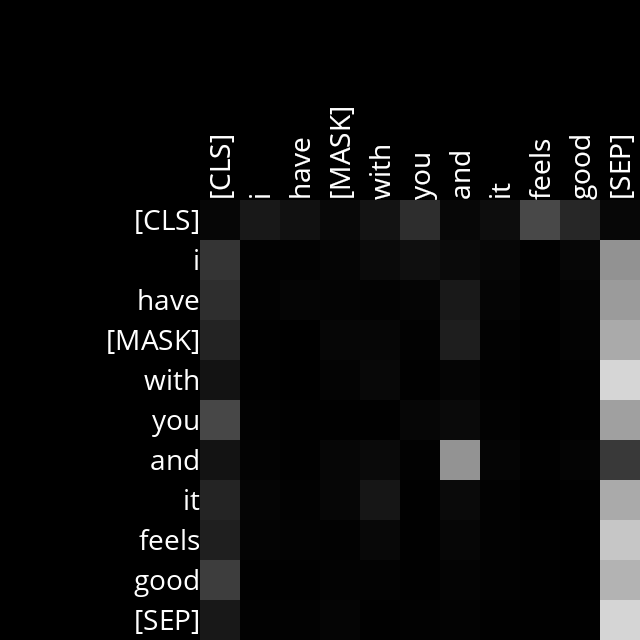 [CLS] i have [MASK] with you and it feels good [SEP]
[CLS]
i
have
[MASK]
with
you
and
it
feels
good
[SEP]